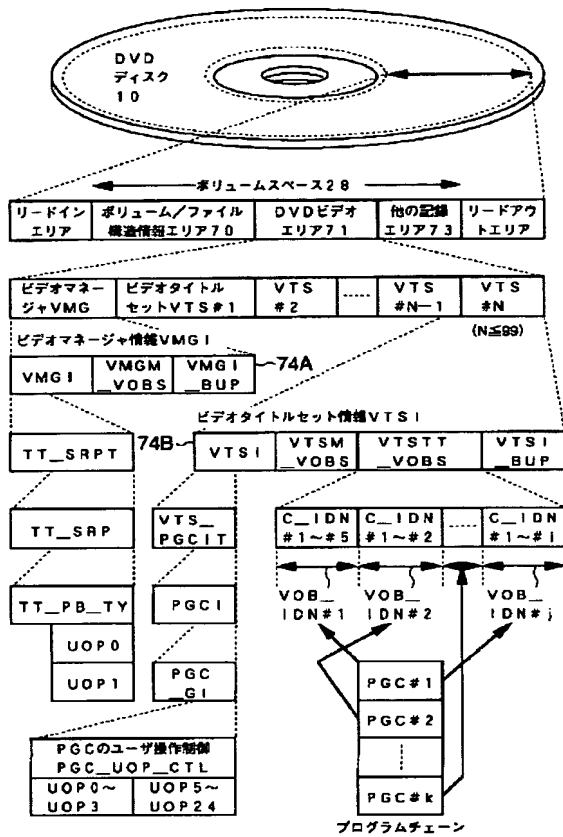 DVD
ディスク
10
ボリュームスペース28
リードイン
エリア
ボリューム/ファイル
構造情報エリア70
DVDビデオ
エリア71
他の記録
エリア73
リードアウ
トエリア
ビデオマネー
ジャVMG
ビデオタイトル
セットVTS#1
VTS
#2
VTS
#N-1
VTS
#N
(N≦99)
ビデオマネージャ情報VMGI
VMGI
VMGM
_VOBS
VMGI
_BUP
74A
ビデオタイトルセット情報VTSI
74B
VTSI
VTSM
_VOBS
VTSTT
_VOBS
VTSI
_BUP
TT_SRPT
TT_SRP
VTS_
PGCIT
C_IDN
#1~#5
C_IDN
#1~#2
C_IDN
#1~#i
VOB_
IDN#1
VOB_
IDN#2
VOB_
IDN#j
TT_PB_TY
UOP0
UOP1
PGCI
PGC
_GI
PGC#1
PGC#2
PGC#k
プログラムチェーン
PGCのユーザ操作制御
PGC_UOP_CTL
UOP0~
UOP3
UOP5~
UOP24